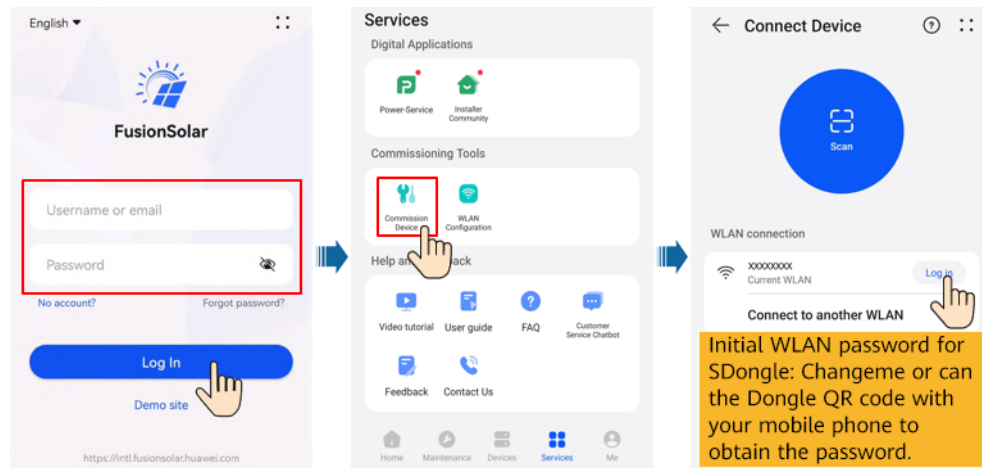 English
FusionSolar
Username or email
Password
No account?
Forgot password?
Log In
Demo site
https://intl.fusionsolar.huawei.com
Services
Digital Applications
Power-Service
Installer
Community
Commissioning Tools
Commission
Device
WLAN
Configuration
Help an
back
Video tutorial
User guide
FAQ
Customer
Service Chatbot
Feedback
Contact Us
Home
Maintenance
Devices
Services
Me
Connect Device
Scan
WLAN connection
XXXXXXXX
Current WLAN
Log in
Connect to another WLAN
Initial WLAN password for
SDongle: Changeme or can
the Dongle QR code with
your mobile phone to
obtain the password.